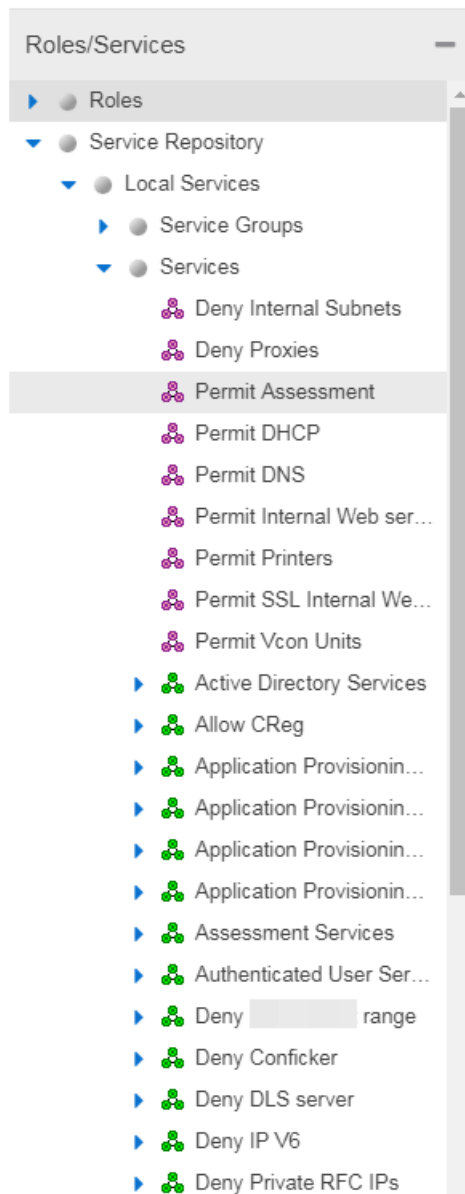 Roles/Services
Roles
Service Repository
Local Services
Service Groups
Services
Deny Internal Subnets
Deny Proxies
Permit Assessment
Permit DHCP
Permit DNS
Permit Internal Web ser...
Permit Printers
Permit SSL Internal We...
Permit Vcon Units
Active Directory Services
Allow CReg
Application Provisionin...
Application Provisionin...
Application Provisionin...
Application Provisionin...
Assessment Services
Authenticated User Ser...
Deny range
Deny Conficker
Deny DLS server
Deny IP V6
Deny Private RFC IPs